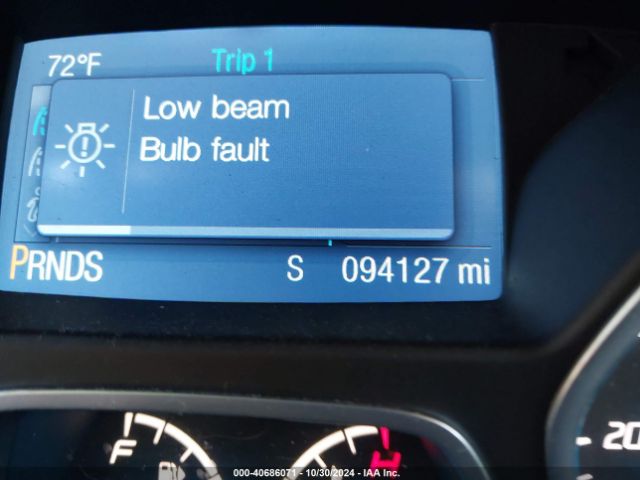 72°F
Trip 1
Low beam
Bulb fault
PRNDS
S
094127 mi
F
H
20
000-40686071 - 10/30/2024 - IAA Inc.